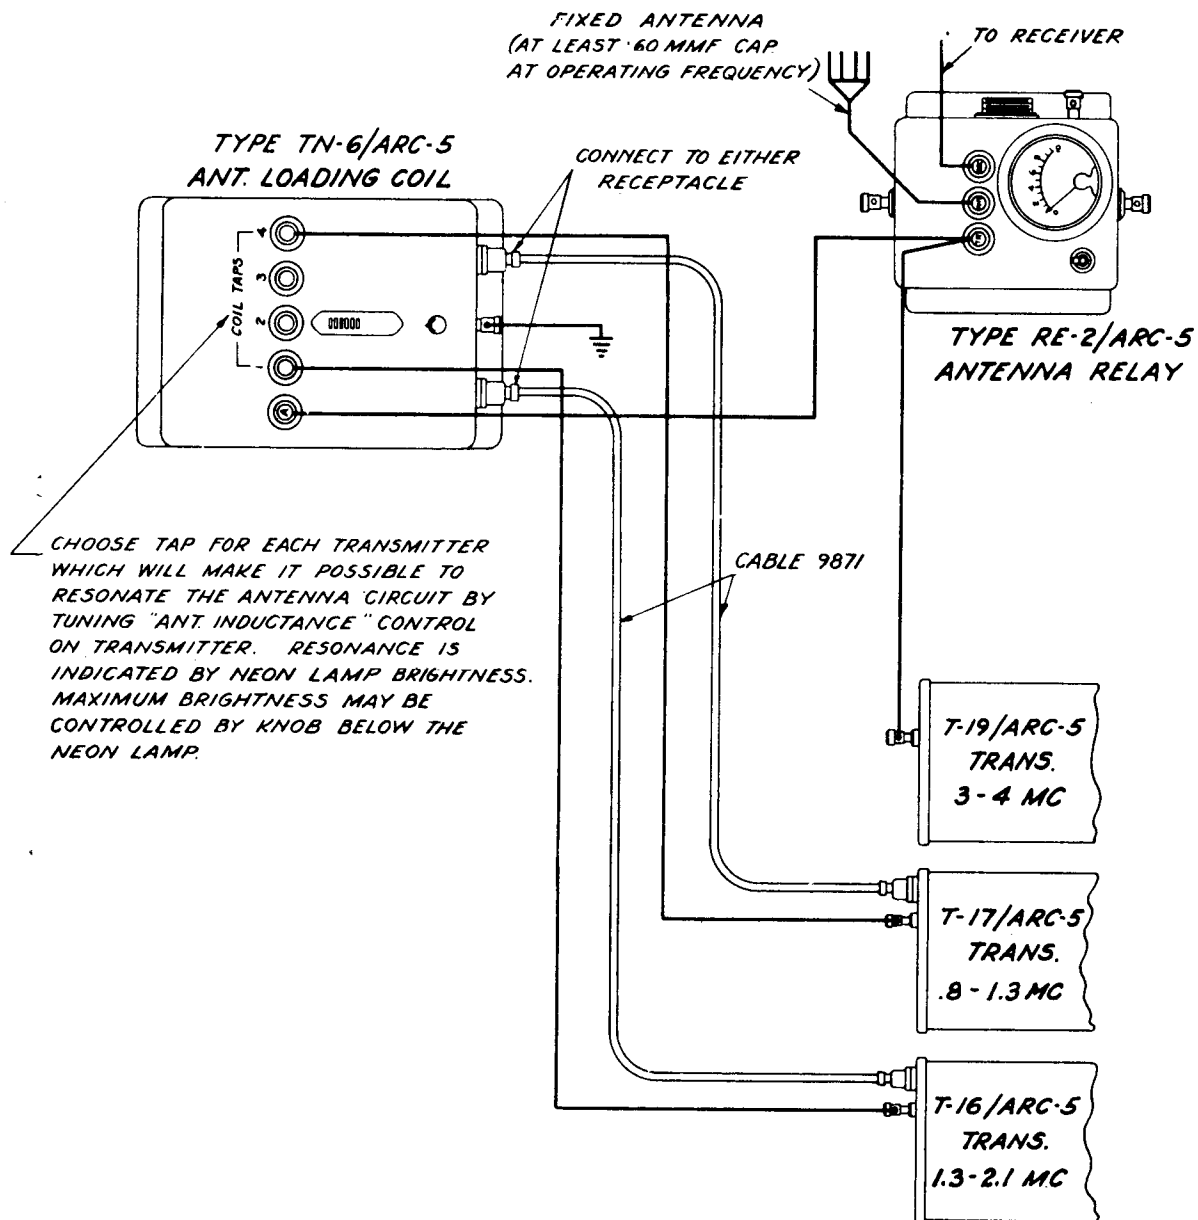 FIXED ANTENNA
(AT LEAST 60 MMF CAP.
AT OPERATING FREQUENCY)
TO RECEIVER
TYPE TN-6/ARC-5
ANT. LOADING COIL
CONNECT TO EITHER
RECEPTACLE
COIL TAPS
4
3
2
1
A
TYPE RE-2/ARC-5
ANTENNA RELAY
CHOOSE TAP FOR EACH TRANSMITTER
WHICH WILL MAKE IT POSSIBLE TO
RESONATE THE ANTENNA CIRCUIT BY
TUNING "ANT. INDUCTANCE" CONTROL
ON TRANSMITTER. RESONANCE IS
INDICATED BY NEON LAMP BRIGHTNESS.
MAXIMUM BRIGHTNESS MAY BE
CONTROLLED BY KNOB BELOW THE
NEON LAMP.
CABLE 9871
T-19/ARC-5
TRANS.
3-4 MC
T-17/ARC-5
TRANS.
.8-1.3 MC
T-16/ARC-5
TRANS.
1.3-2.1 MC